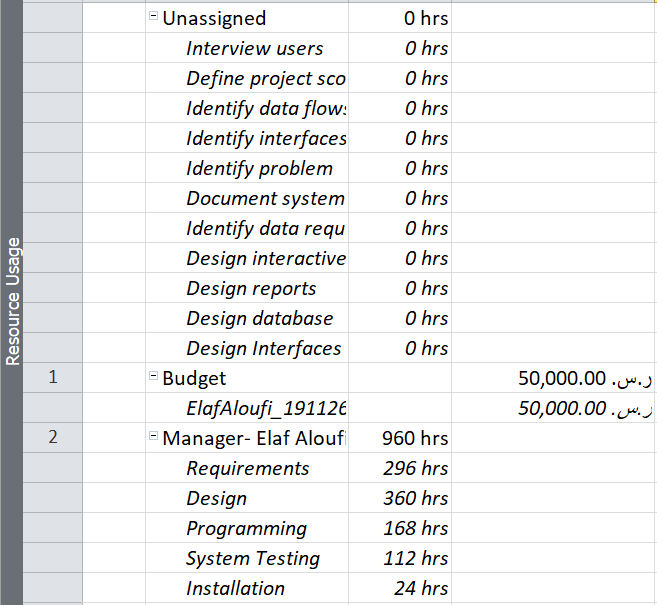 Resource Usage
Unassigned 0 hrs
Interview users 0 hrs
Define project sco 0 hrs
Identify data flows 0 hrs
Identify interfaces 0 hrs
Identify problem 0 hrs
Document system 0 hrs
Identify data requ 0 hrs
Design interactive 0 hrs
Design reports 0 hrs
Design database 0 hrs
Design Interfaces 0 hrs
1 Budget ر.س. 50,000.00
ElafAloufi_191126 ر.س. 50,000.00
2 Manager- Elaf Aloufi 960 hrs
Requirements 296 hrs
Design 360 hrs
Programming 168 hrs
System Testing 112 hrs
Installation 24 hrs